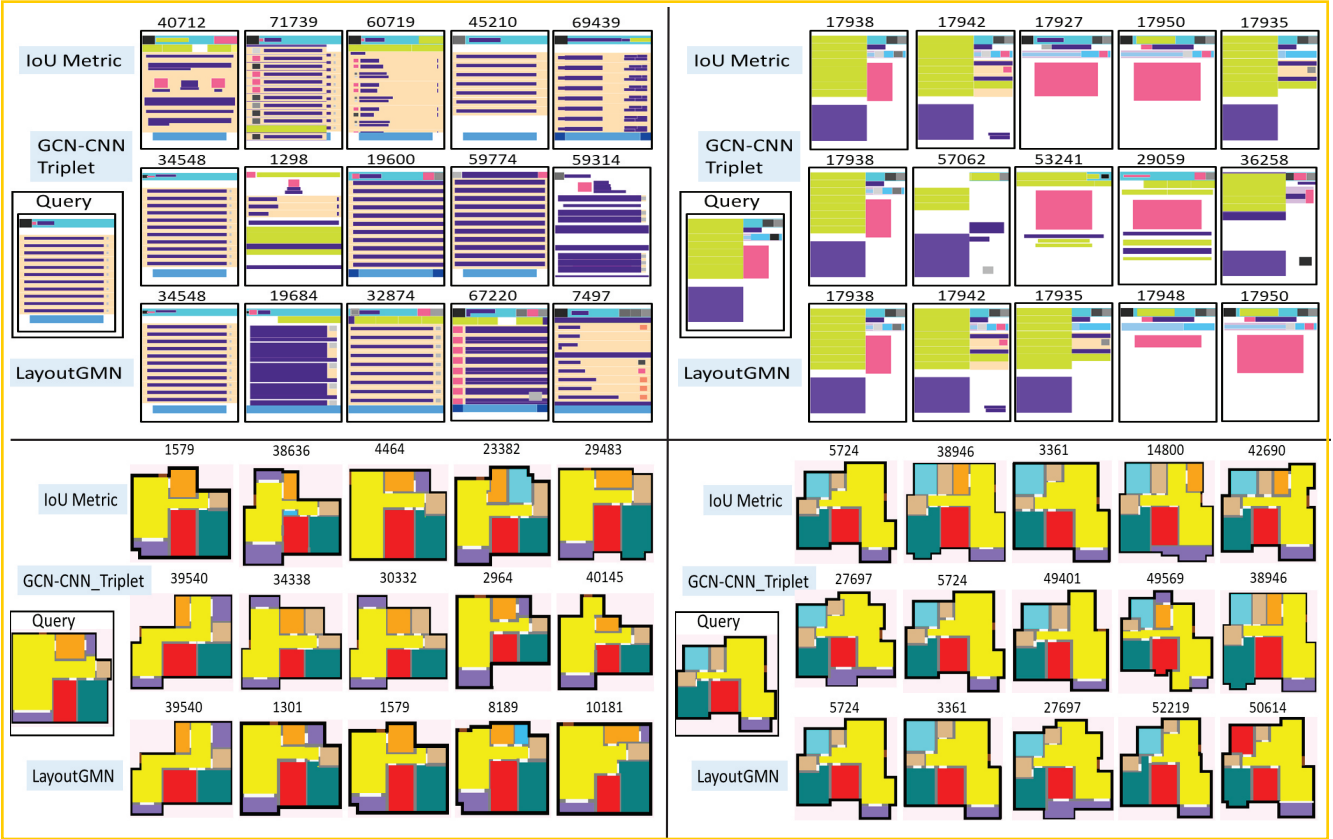 40712 71739 60719 45210 69439
IoU Metric
GCN-CNN
Triplet
34548 1298 19600 59774 59314
Query
34548 19684 32874 67220 7497
LayoutGMN
17938 17942 17927 17950 17935
IoU Metric
GCN-CNN
Triplet
17938 57062 53241 29059 36258
Query
17938 17942 17935 17948 17950
LayoutGMN
1579 38636 4464 23382 29483
IoU Metric
GCN-CNN_Triplet
39540 34338 30332 2964 40145
Query
39540 1301 1579 8189 10181
LayoutGMN
5724 38946 3361 14800 42690
IoU Metric
GCN-CNN_Triplet
27697 5724 49401 49569 38946
Query
5724 3361 27697 52219 50614
LayoutGMN